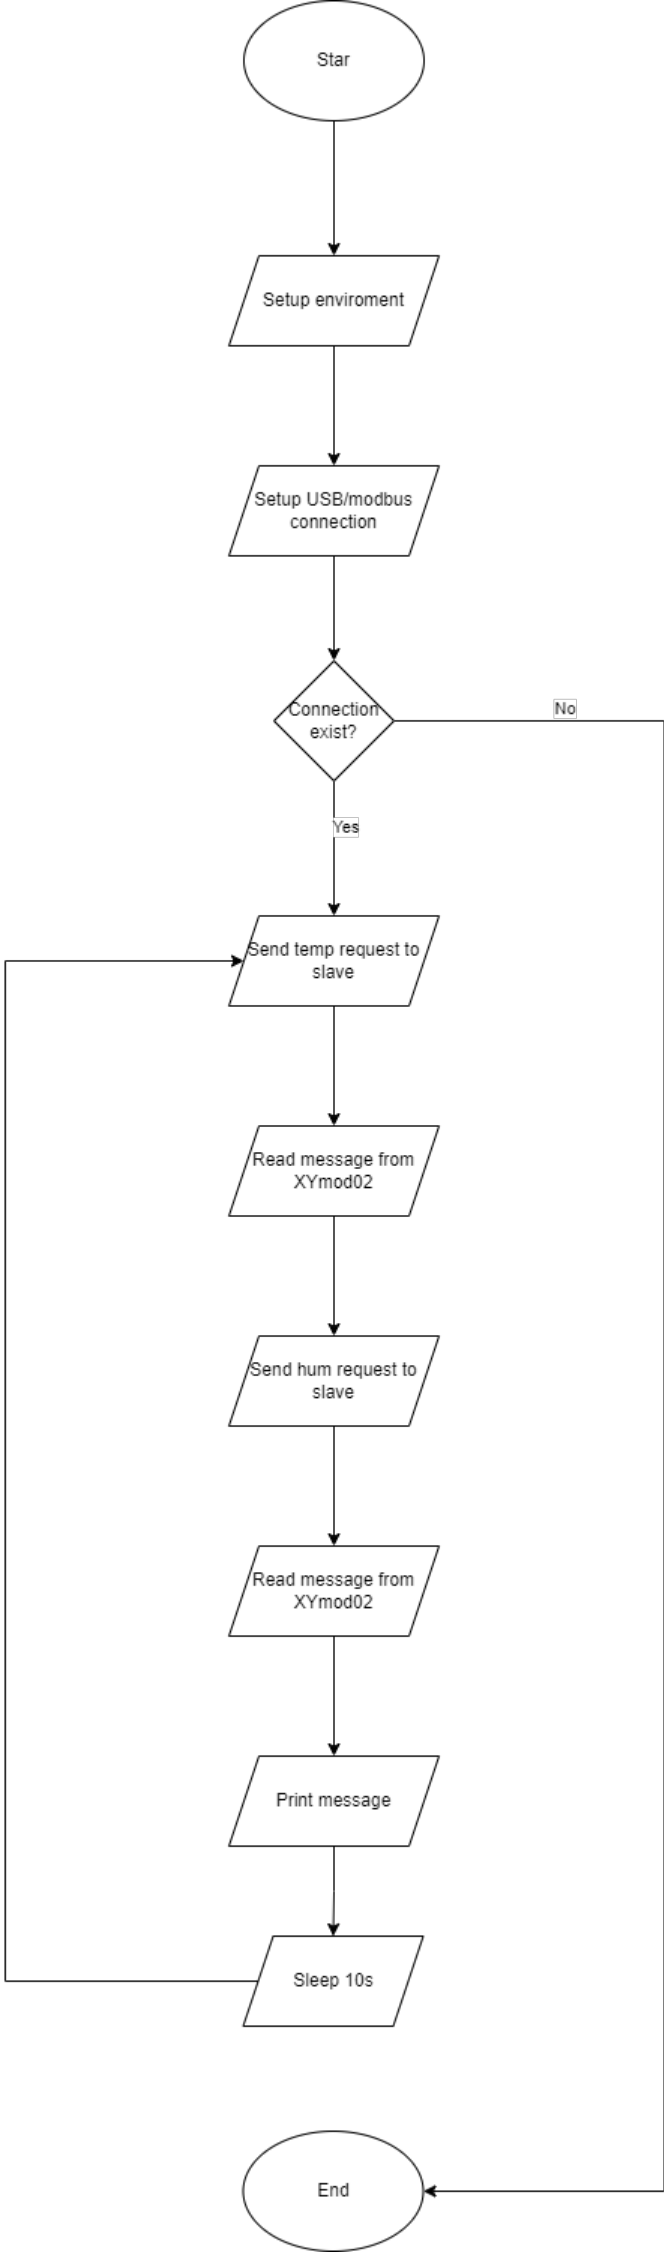 Star
Setup enviroment
Setup USB/modbus
connection
Connection
exist?
No
Yes
Send temp request to
slave
Read message from
XYmod02
Send hum request to
slave
Read message from
XYmod02
Print message
Sleep 10s
End